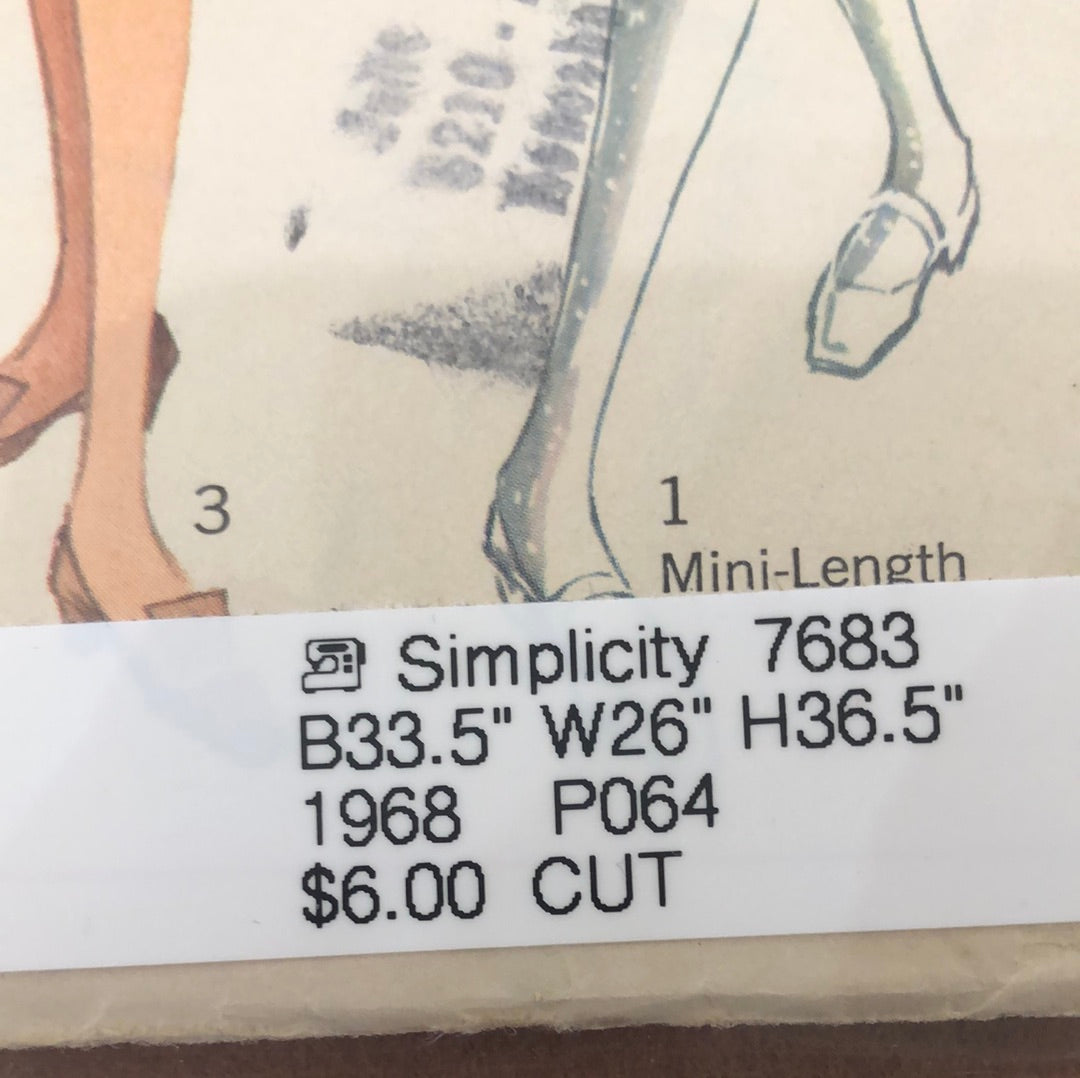 3
1
Mini-Length
Simplicity 7683
B33.5" W26" H36.5"
1968 P064
$6.00 CUT